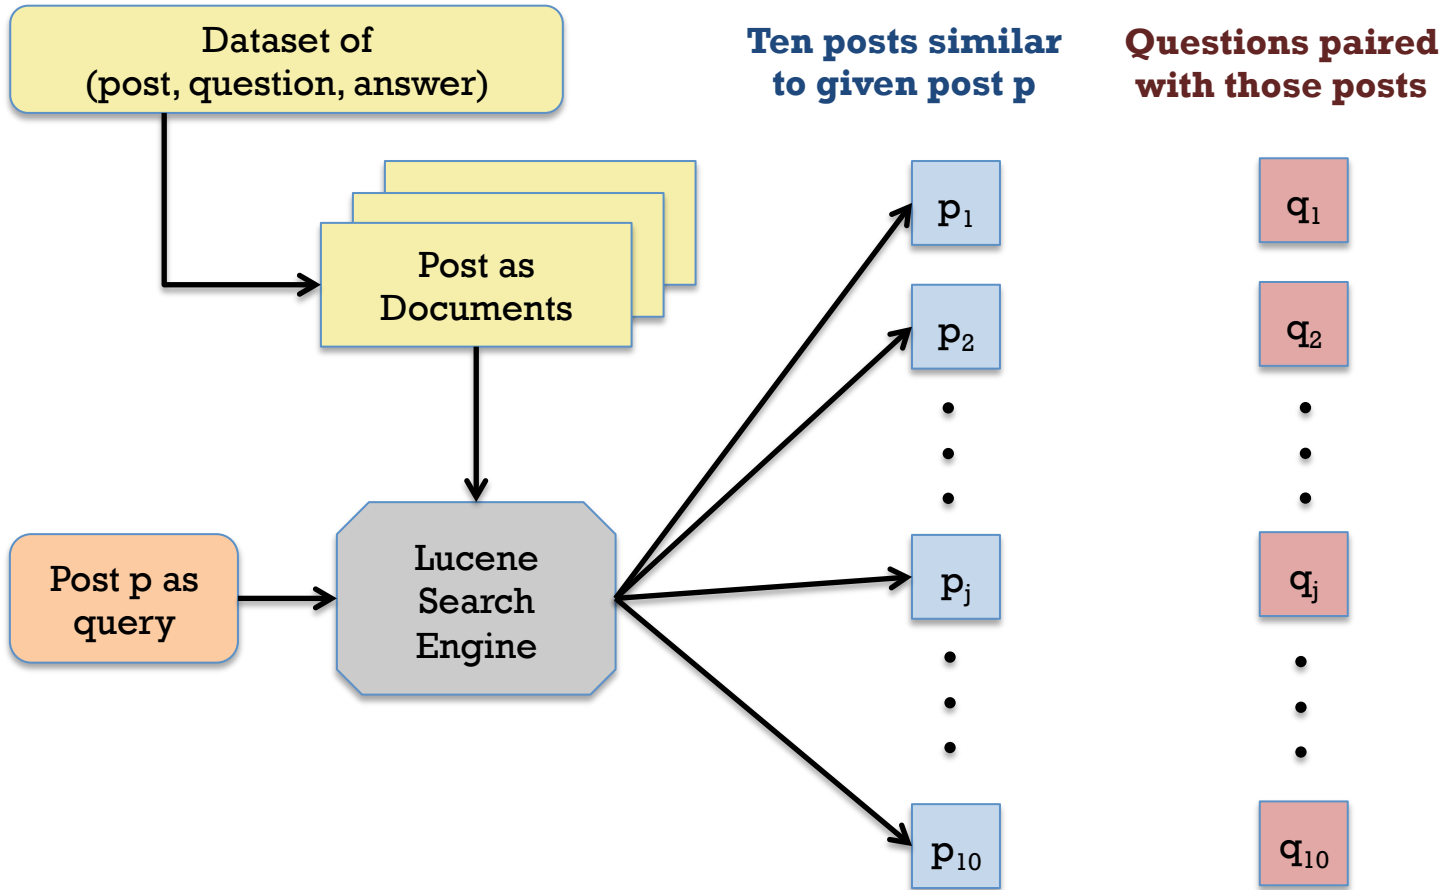 Dataset of
(post, question, answer)
Ten posts similar
to given post p
Questions paired
with those posts
Post as
Documents
Post p as
query
Lucene
Search
Engine
p₁
q₁
p₂
q₂
pⱼ
qⱼ
p₁₀
q₁₀